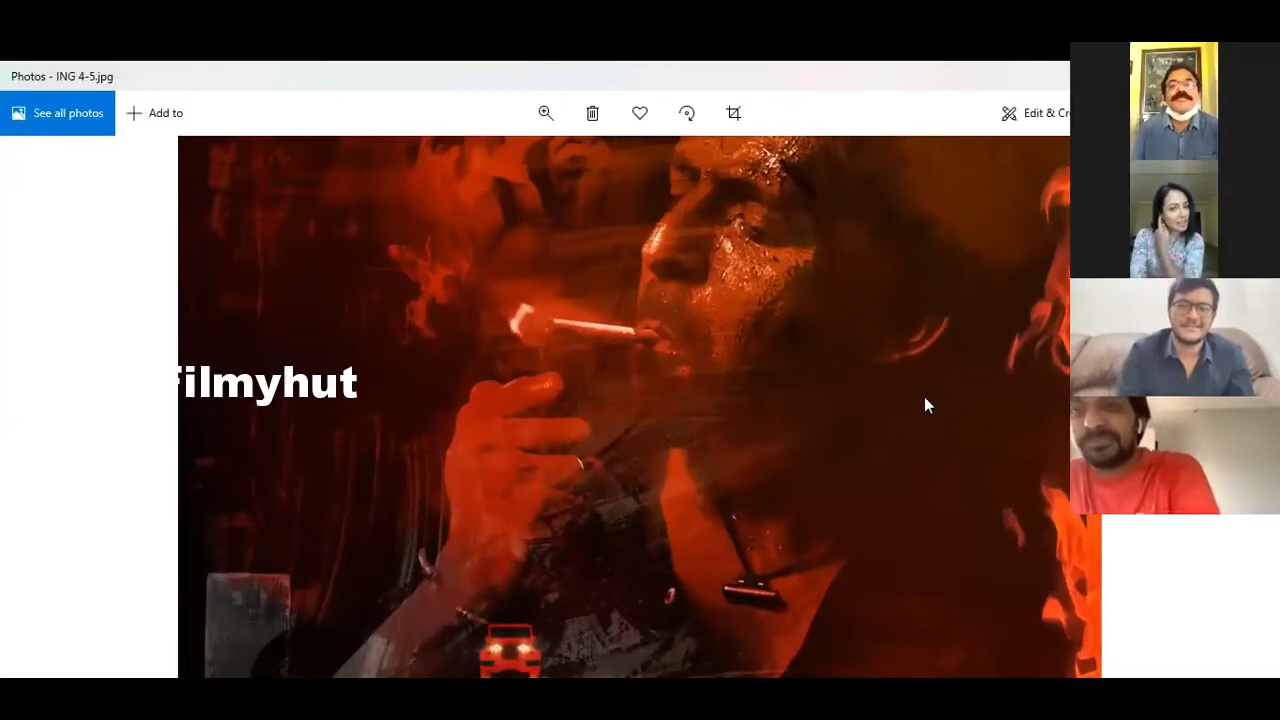 Photos - ING 4-5.jpg
See all photos
Add to
Edit & Cr
Filmyhut